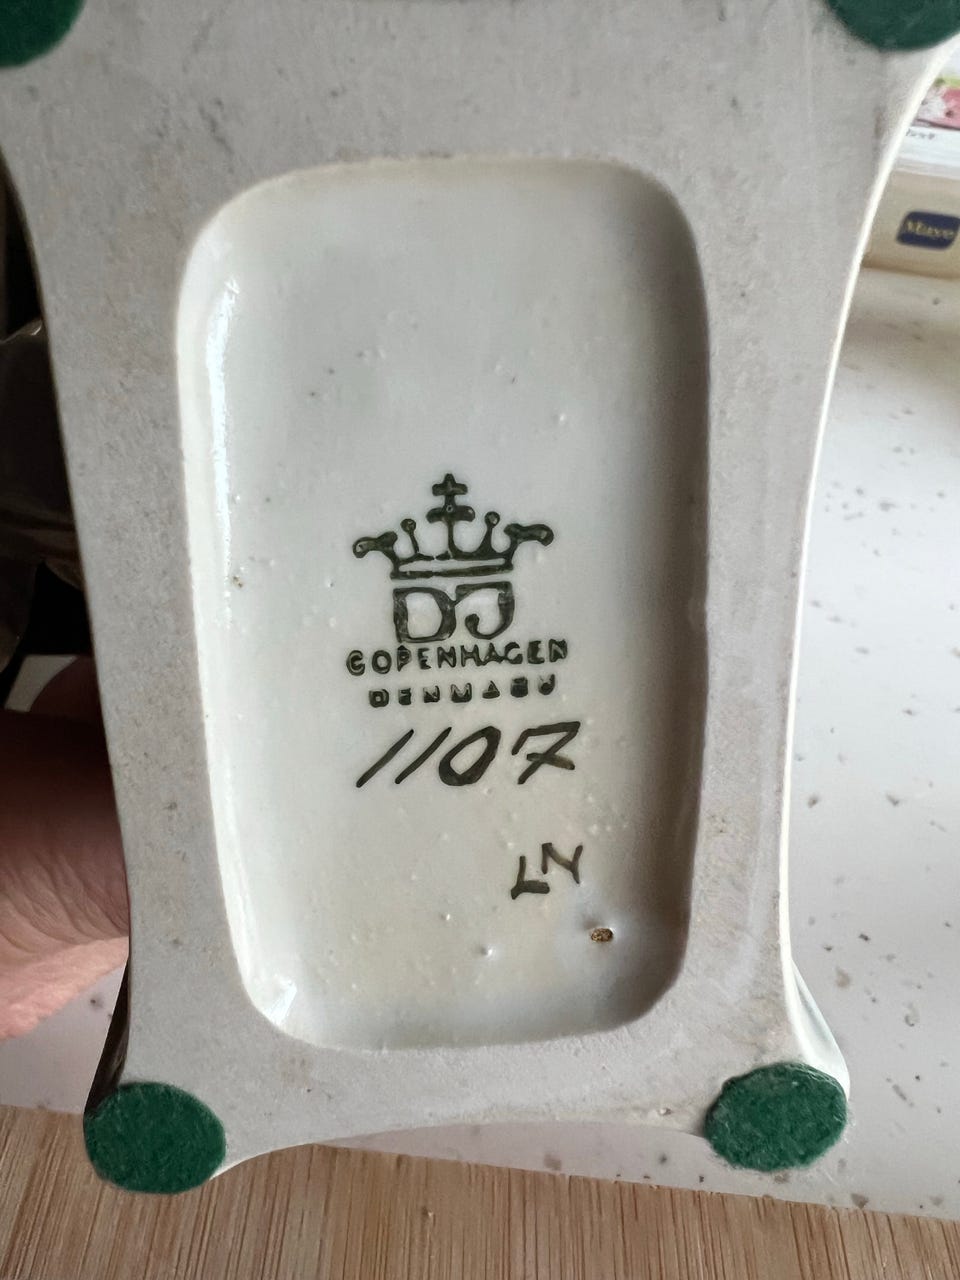 DJ
COPENHAGEN
DENMARK
1107
LN